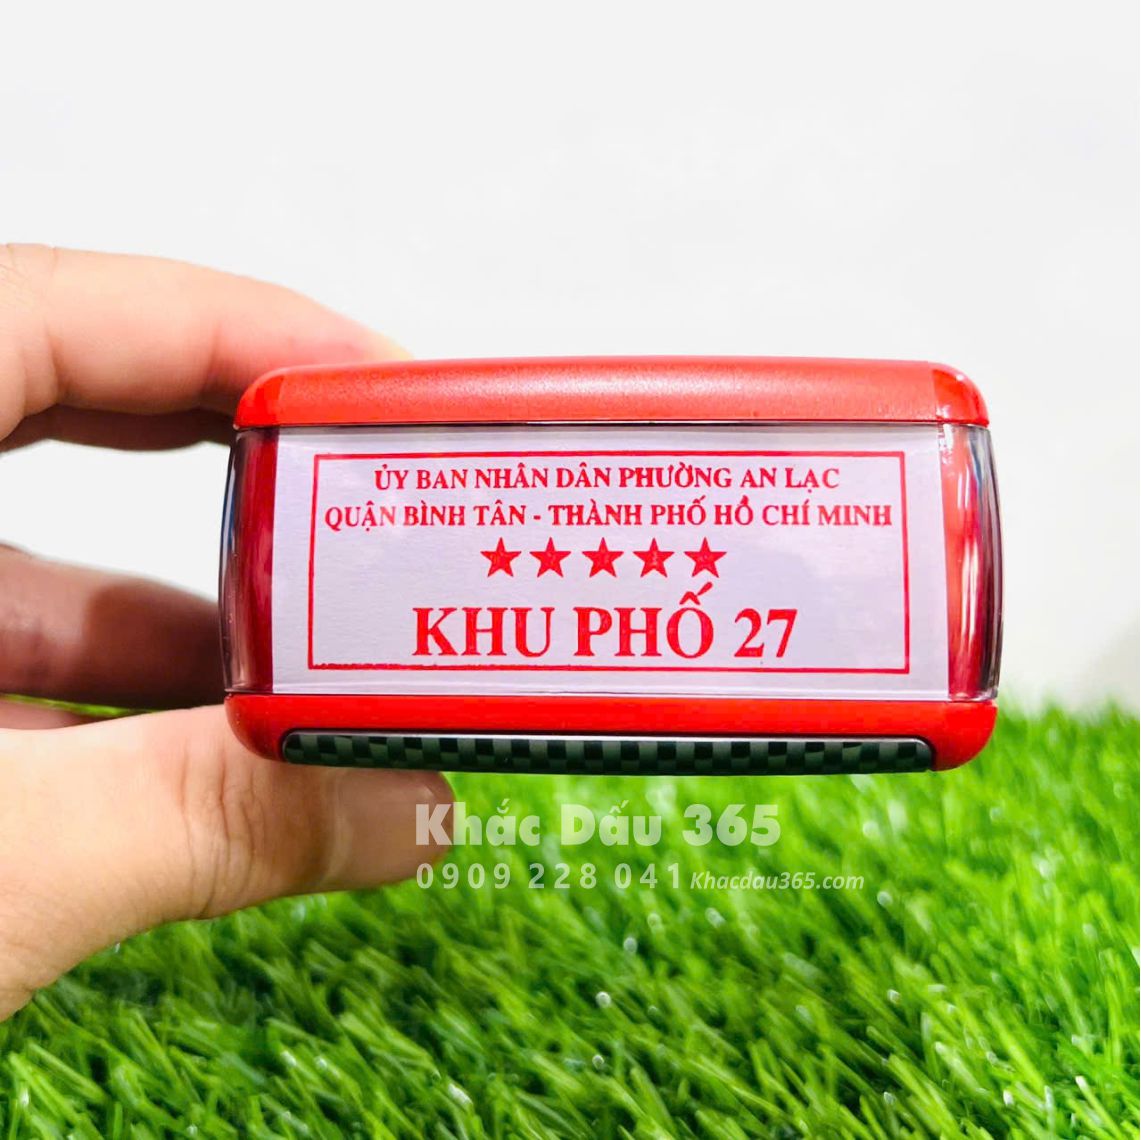 ỦY BAN NHÂN DÂN PHƯỜNG AN LẠC
QUẬN BÌNH TÂN - THÀNH PHỐ HỒ CHÍ MINH
★★★★★
KHU PHỐ 27
Khắc Dấu 365
0909 228 041 Khacdau365.com